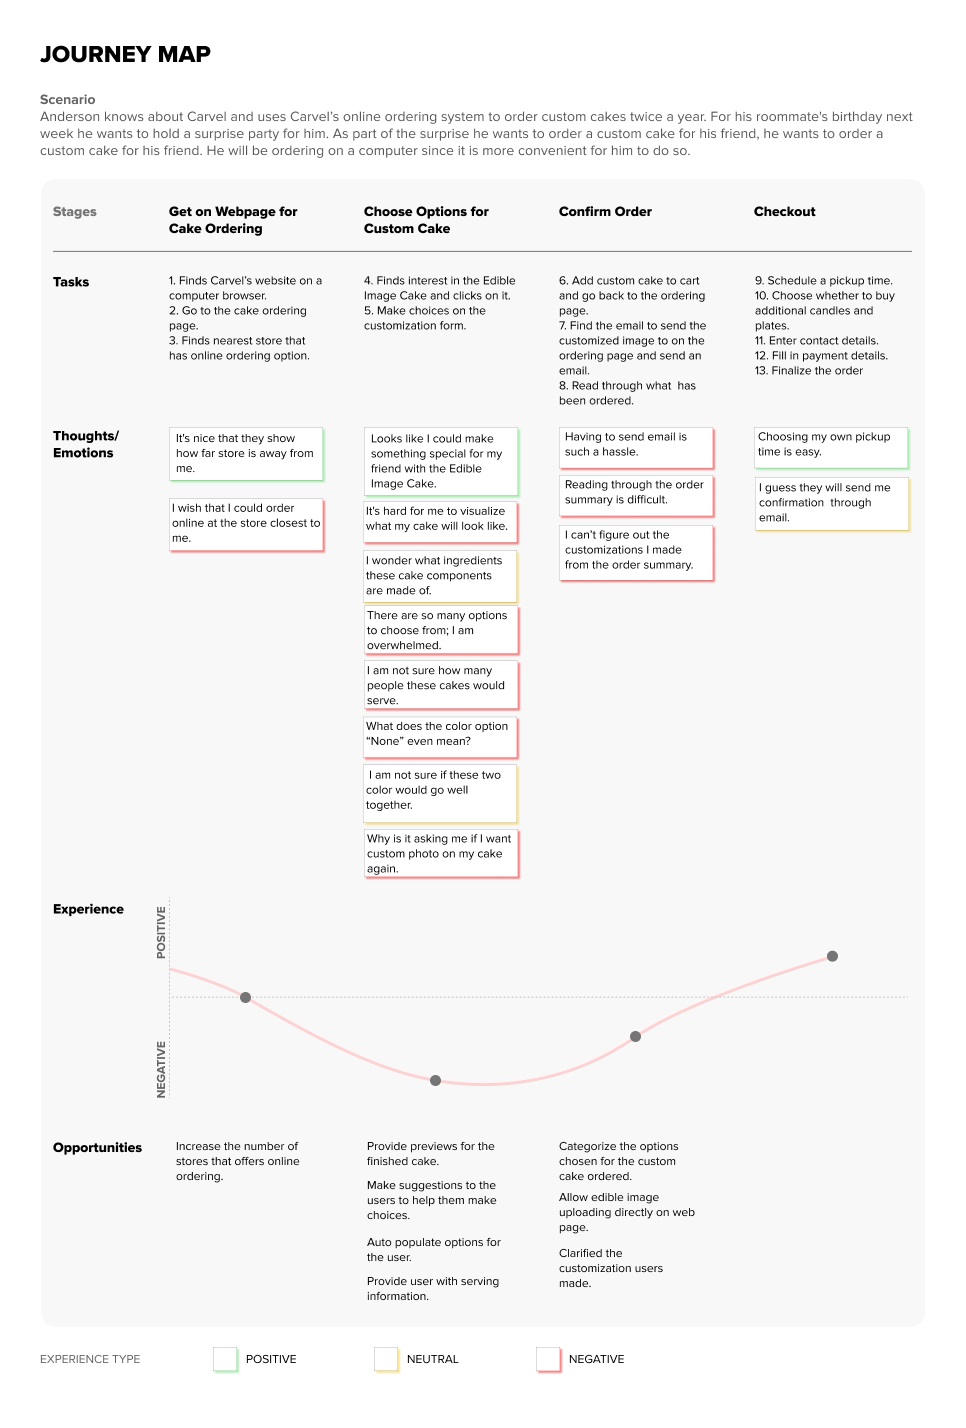 JOURNEY MAP
Scenario
Anderson knows about Carvel and uses Carvel's online ordering system to order custom cakes twice a year. For his roommate's birthday next
week he wants to hold a surprise party for him. As part of the surprise he wants to order a custom cake for his friend, he wants to order a
custom cake for his friend. He will be ordering on a computer since it is more convenient for him to do so.
Stages
Get on Webpage for
Cake Ordering
Choose Options for
Custom Cake
Confirm Order
Checkout
Tasks
1. Finds Carvel's website on a
computer browser.
2. Go to the cake ordering
page.
3. Finds nearest store that
has online ordering option.
4. Finds interest in the Edible
Image Cake and clicks on it.
5. Make choices on the
customization form.
6. Add custom cake to cart
and go back to the ordering
page.
7. Find the email to send the
customized image to on the
ordering page and send an
email.
8. Read through what  has
been ordered.
9. Schedule a pickup time.
10. Choose whether to buy
additional candles and
plates.
11. Enter contact details.
12. Fill in payment details.
13. Finalize the order
Thoughts/
Emotions
It's nice that they show
how far store is away from
me.
I wish that I could order
online at the store closest to
me.
Looks like I could make
something special for my
friend with the Edible
Image Cake.
It's hard for me to visualize
what my cake will look like.
I wonder what ingredients
these cake components
are made of.
There are so many options
to choose from; I am
overwhelmed.
I am not sure how many
people these cakes would
serve.
What does the color option
“None” even mean?
I am not sure if these two
color would go well
together.
Why is it asking me if I want
custom photo on my cake
again.
Having to send email is
such a hassle.
Reading through the order
summary is difficult.
I can't figure out the
customizations I made
from the order summary.
Choosing my own pickup
time is easy.
I guess they will send me
confirmation  through
email.
Experience
POSITIVE
NEGATIVE
Opportunities
Increase the number of
stores that offers online
ordering.
Provide previews for the
finished cake.
Make suggestions to the
users to help them make
choices.
Auto populate options for
the user.
Provide user with serving
information.
Categorize the options
chosen for the custom
cake ordered.
Allow edible image
uploading directly on web
page.
Clarified the
customization users
made.
EXPERIENCE TYPE
POSITIVE
NEUTRAL
NEGATIVE